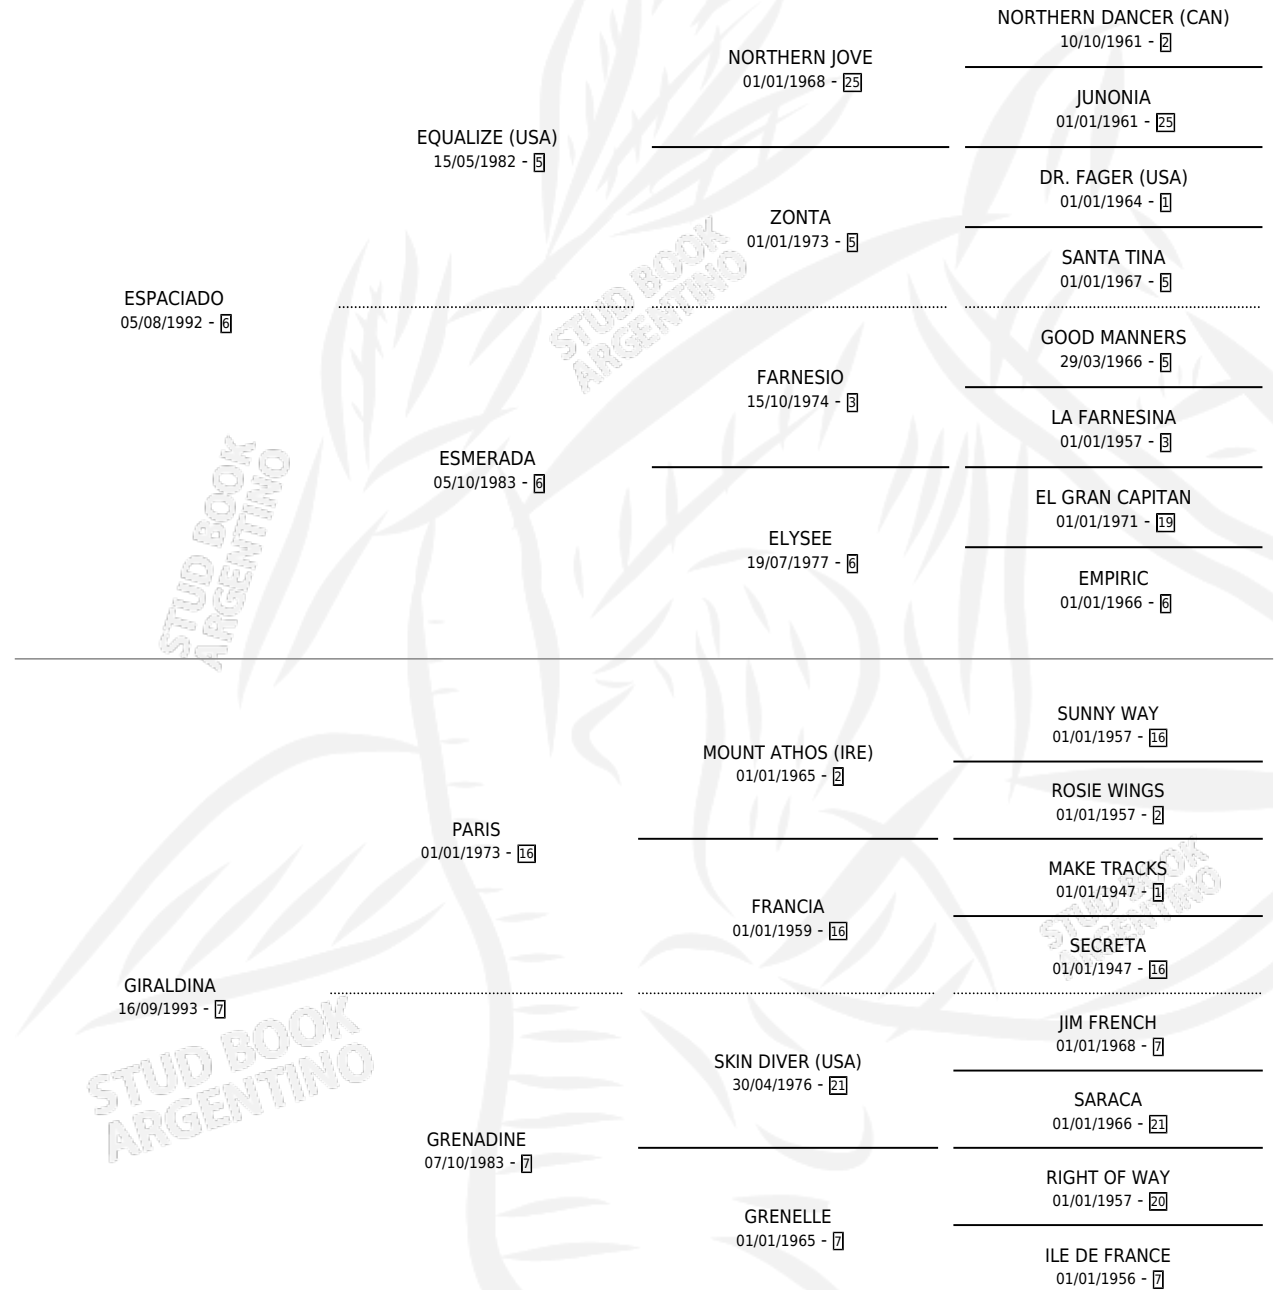 NORTHERN DANCER (CAN)
10/10/1961 - 2
NORTHERN JOVE
01/01/1968 - 25
JUNONIA
01/01/1961 - 25
EQUALIZE (USA)
15/05/1982 - 5
DR. FAGER (USA)
01/01/1964 - 1
ZONTA
01/01/1973 - 5
SANTA TINA
01/01/1967 - 5
ESPACIADO
05/08/1992 - 6
STUD BOOK
ARGENTINO
GOOD MANNERS
29/03/1966 - 5
FARNESIO
15/10/1974 - 3
LA FARNESINA
01/01/1957 - 3
ESMERADA
05/10/1983 - 6
EL GRAN CAPITAN
01/01/1971 - 19
ELYSEE
19/07/1977 - 6
EMPIRIC
01/01/1966 - 6
STUD BOOK
ARGENTINO
SUNNY WAY
01/01/1957 - 16
MOUNT ATHOS (IRE)
01/01/1965 - 2
ROSIE WINGS
01/01/1957 - 2
PARIS
01/01/1973 - 16
MAKE TRACKS
01/01/1947 - 1
FRANCIA
01/01/1959 - 16
SECRETA
01/01/1947 - 16
STUD BOOK
ARGENTINO
GIRALDINA
16/09/1993 - 7
JIM FRENCH
01/01/1968 - 7
SKIN DIVER (USA)
30/04/1976 - 21
SARACA
01/01/1966 - 21
STUD BOOK
ARGENTINO
GRENADINE
07/10/1983 - 7
RIGHT OF WAY
01/01/1957 - 20
GRENELLE
01/01/1965 - 7
ILE DE FRANCE
01/01/1956 - 7